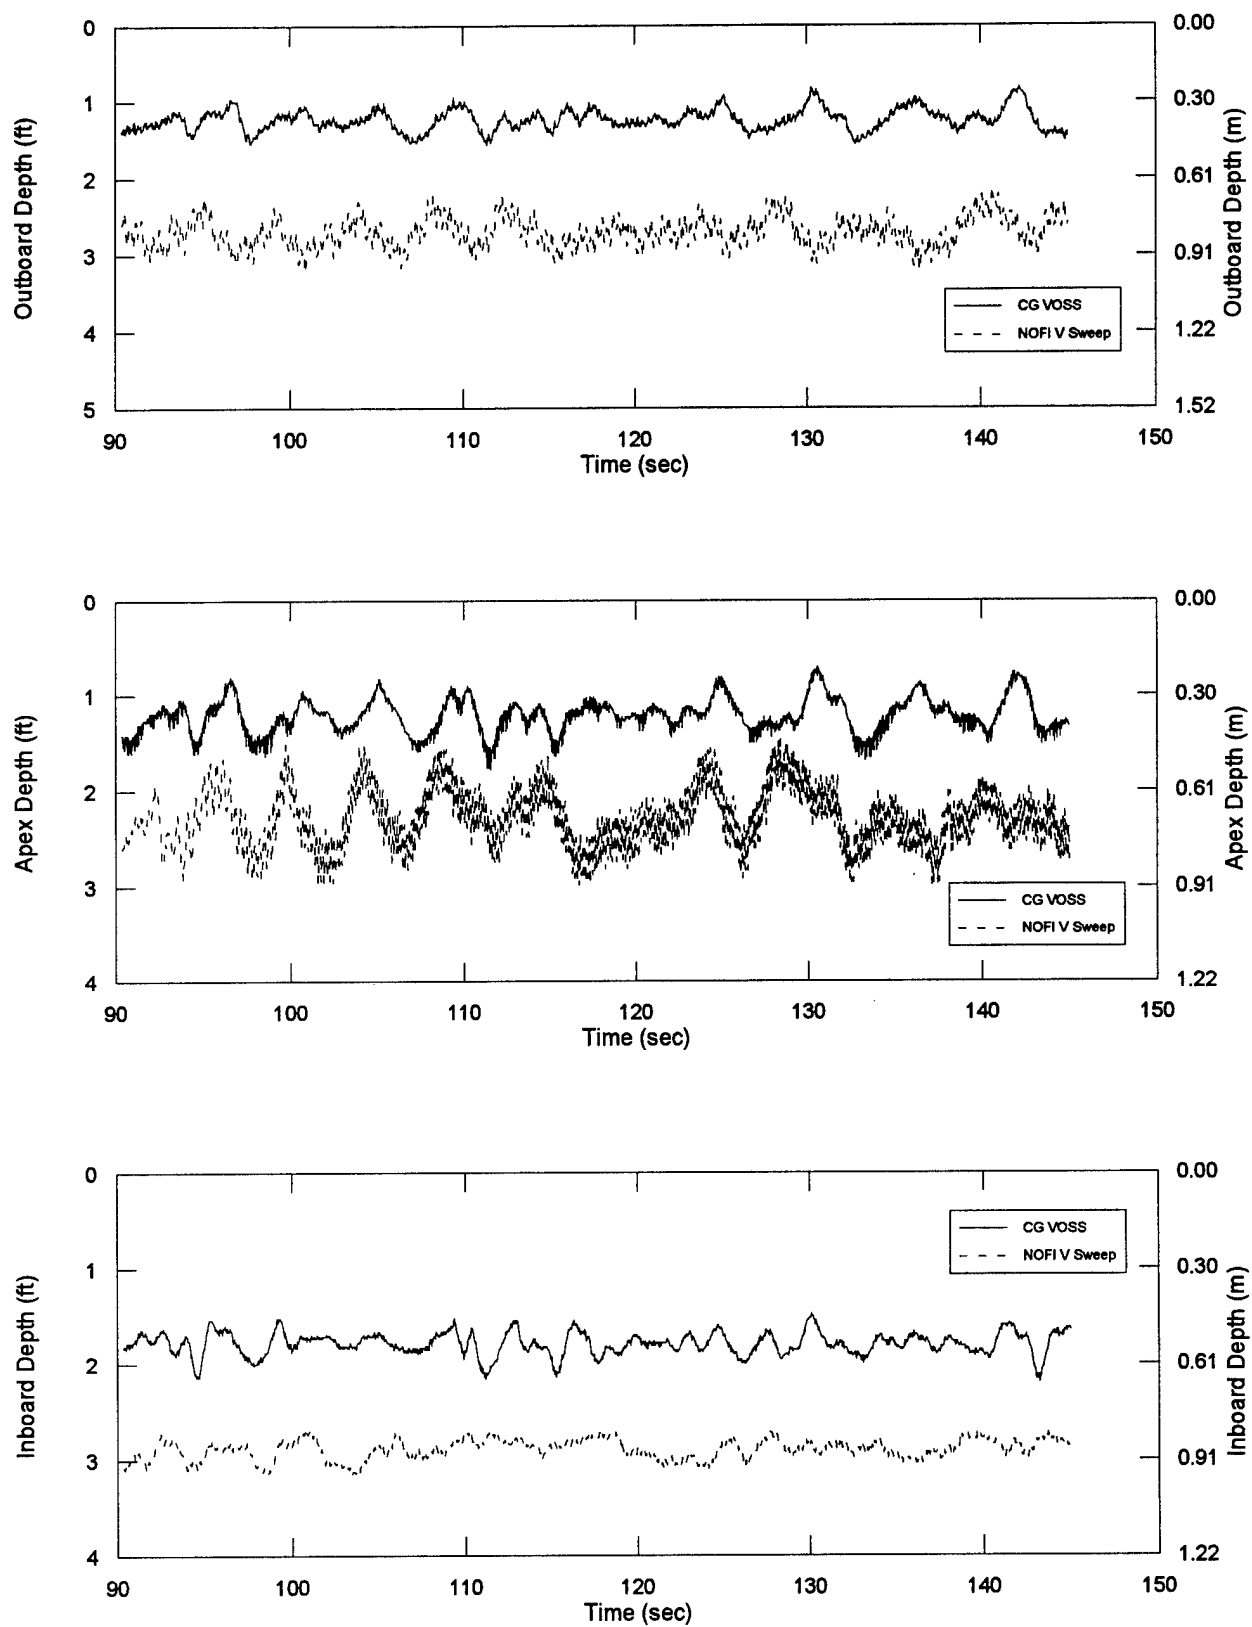 0
1
2
3
4
5
Outboard Depth (ft)
0.00
0.30
0.61
0.91
1.22
1.52
Outboard Depth (m)
CG VOSS
NOFI V Sweep
90 100 110 120 130 140 150
Time (sec)
0
1
2
3
4
Apex Depth (ft)
0.00
0.30
0.61
0.91
1.22
Apex Depth (m)
CG VOSS
NOFI V Sweep
90 100 110 120 130 140 150
Time (sec)
0
1
2
3
4
Inboard Depth (ft)
0.00
0.30
0.61
0.91
1.22
Inboard Depth (m)
CG VOSS
NOFI V Sweep
90 100 110 120 130 140 150
Time (sec)